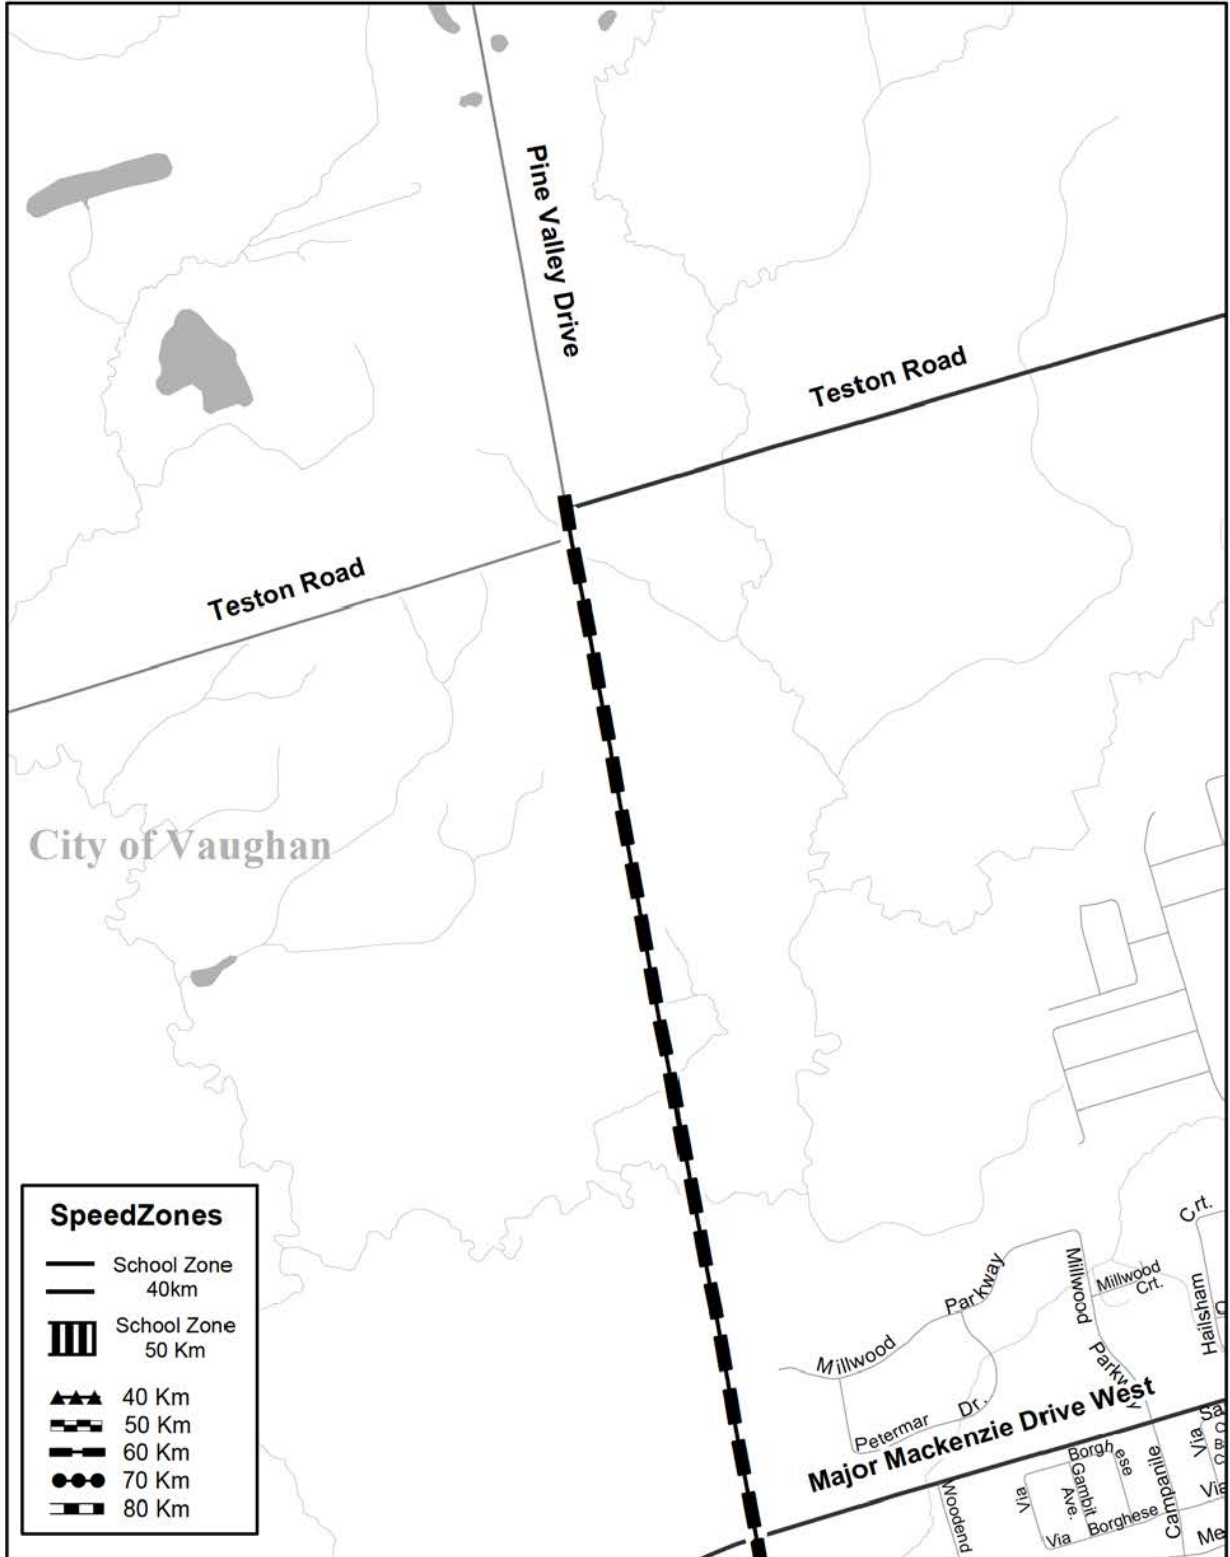 Pine Valley Drive
Teston Road
Teston Road
City of Vaughan
SpeedZones
School Zone
40km
School Zone
50 Km
40 Km
50 Km
60 Km
70 Km
80 Km
Crt.
Hailsham
Millwood
Crt.
Millwood
Parkway
Parkway
Millwood
Petermar Dr.
Major Mackenzie Drive West
Woodend
Via
Borghese
Gambit
Ave.
Via Borghese
Campanile
Via
Via